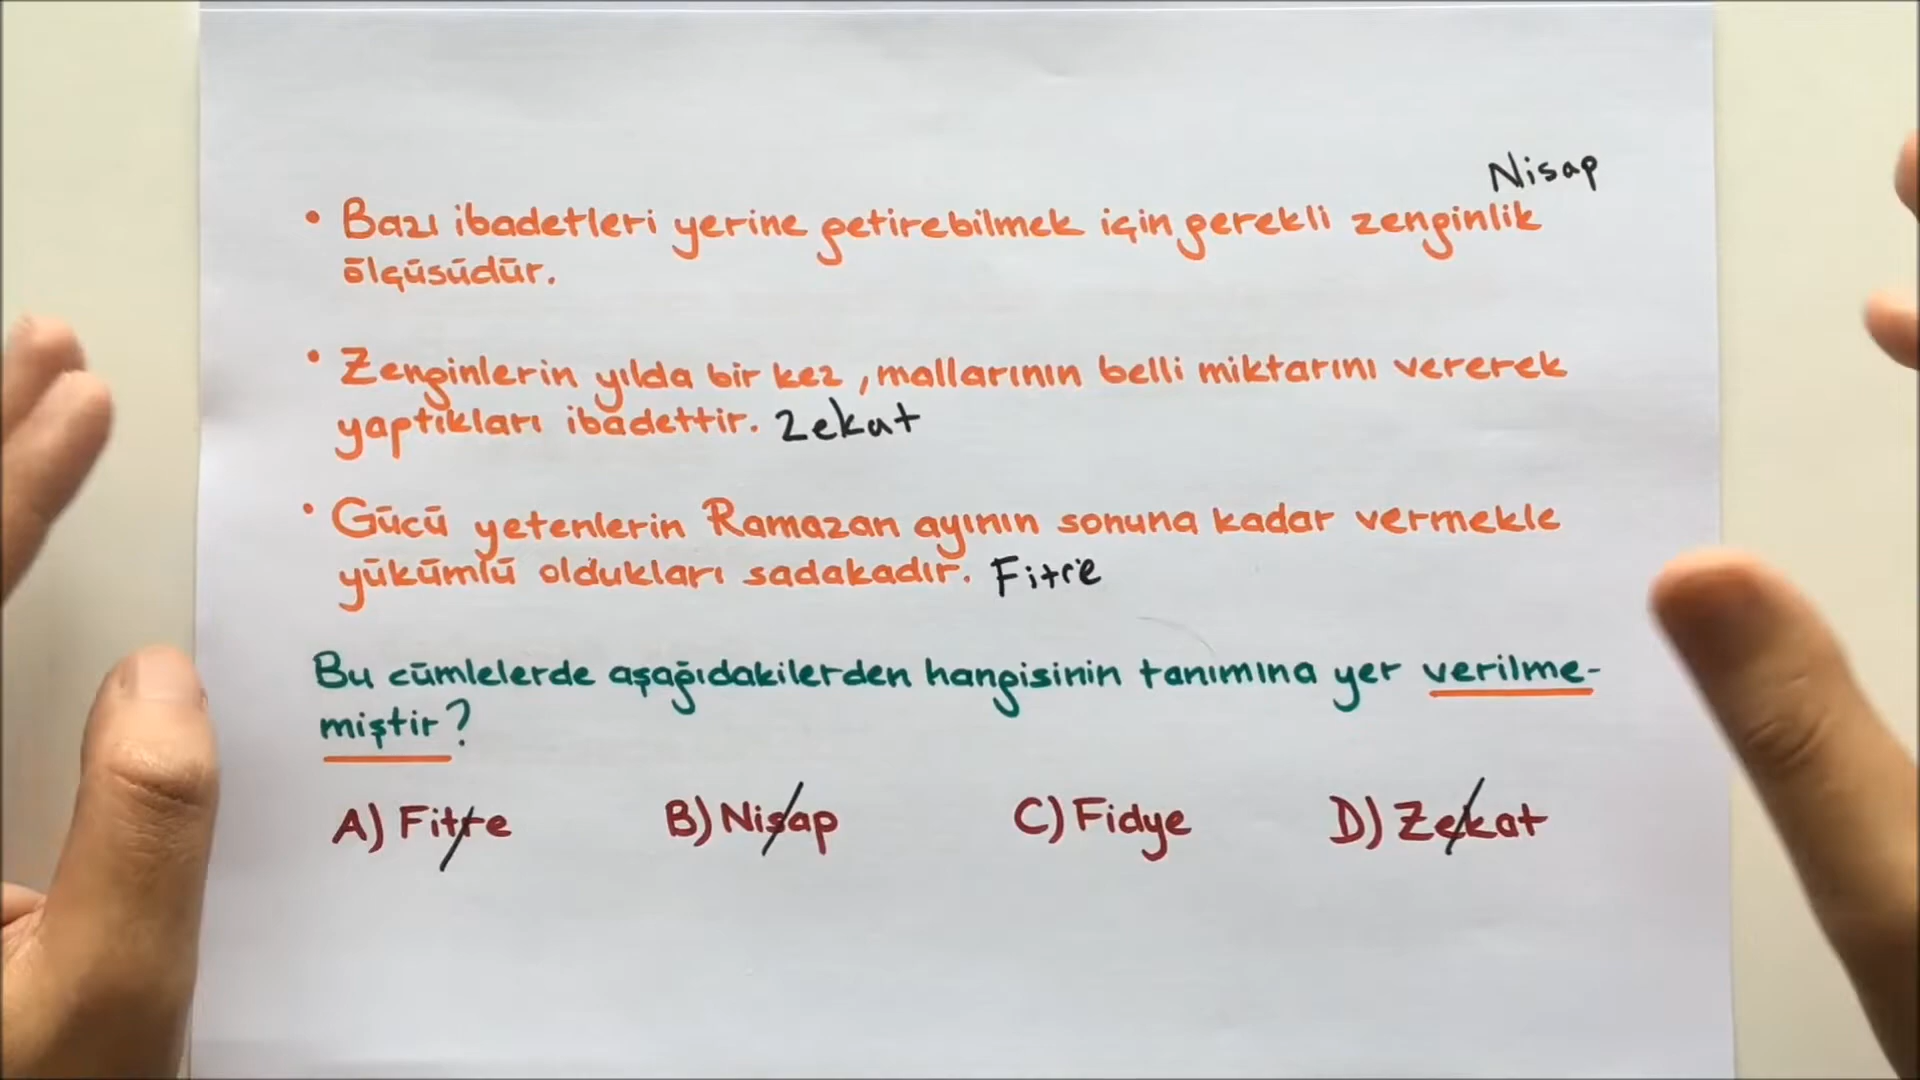 Nisap
• Bazı ibadetleri yerine getirebilmek için gerekli zenginlik
ölçüsüdür.
• Zenginlerin yılda bir kez, mallarının belli miktarını vererek
yaptıkları ibadettir. Zekat
• Gücü yetenlerin Ramazan ayının sonuna kadar vermekle
yükümlü oldukları sadakadır. Fitre
Bu cümlelerde aşağıdakilerden hangisinin tanımına yer verilme-
miştir?
A) Fitre B) Nisap C) Fidye D) Zekat